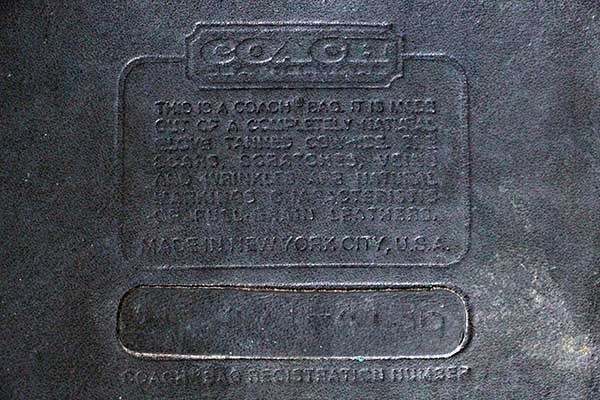 COACH
THIS IS A COACH® BAG. IT IS MADE
OUT OF A COMPLETELY NATURAL
GLOVE TANNED COWHIDE. THE
SCARS, SCRATCHES, VEINS
AND WRINKLES ARE NATURAL
MARKINGS CHARACTERISTIC
OF FULL GRAIN LEATHERS.
MADE IN NEW YORK CITY, U.S.A.
COACH BAG REGISTRATION NUMBER